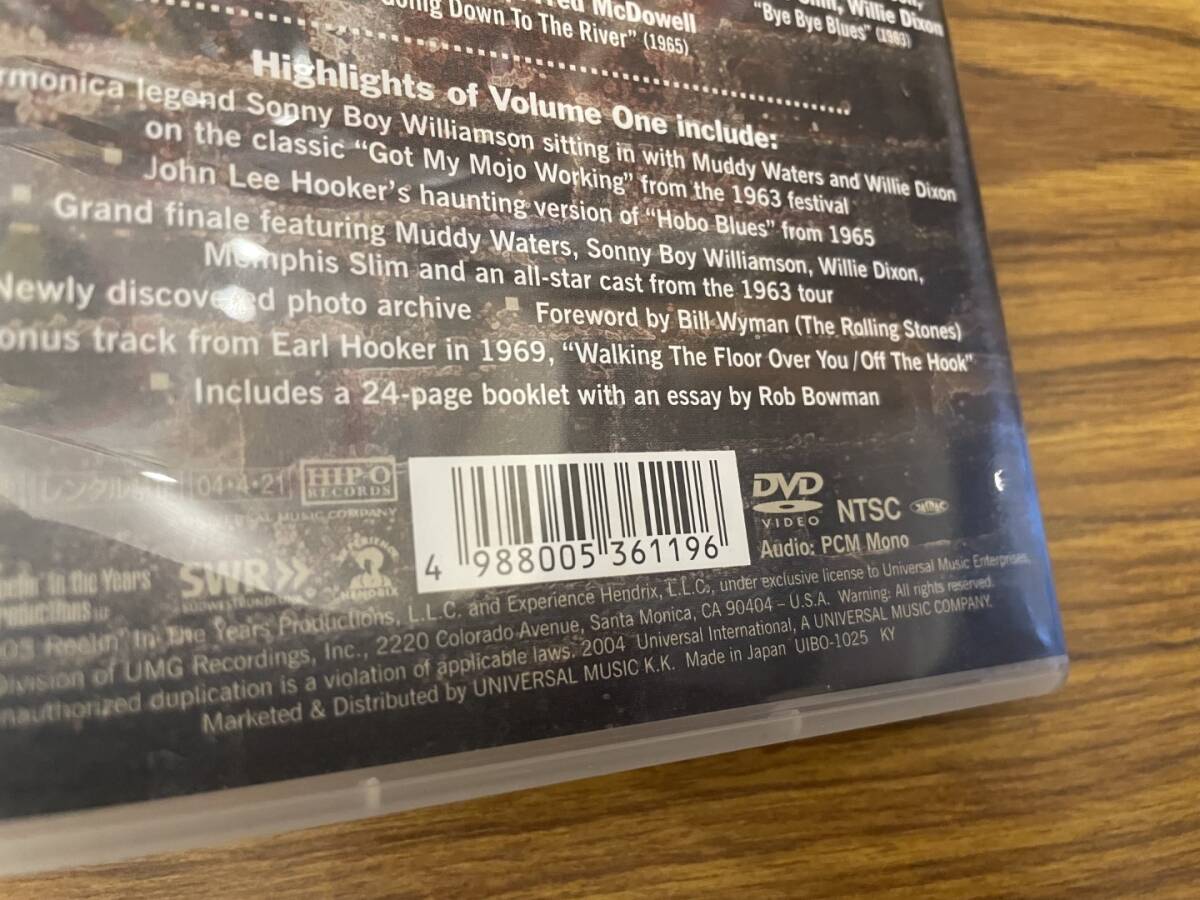 McDowell
Willie Dixon
Down To The River" (1965)
"Bye Bye Blues" (1963)
Highlights of Volume One include:
legend Sonny Boy Williamson sitting in with Muddy Waters and Willie Dixon
on the classic "Got My Mojo Working" from the 1963 festival
John Lee Hooker's haunting version of "Hobo Blues" from 1965
Grand finale featuring Muddy Waters, Sonny Boy Williamson, Willie Dixon,
Memphis Slim and an all-star cast from the 1963 tour
Newly discovered photo archive Foreword by Bill Wyman (The Rolling Stones)
onus track from Earl Hooker in 1969, "Walking The Floor Over You/Off The Hook"
Includes a 24-page booklet with an essay by Rob Bowman
04・4・21
HIP-O
RECORDS
MUSIC COMPANY
4 988005 361196
DVD
VIDEO
NTSC
Audio: PCM Mono
in the Years
SWR
HENDRIX
In The Years Productions, L.L.C. and Experience Hendrix, L.L.C., under exclusive license to Universal Music Enterprises,
Division of UMG Recordings, Inc., 2220 Colorado Avenue, Santa Monica, CA 90404 – U.S.A. Warning: All rights reserved.
nauthorized duplication is a violation of applicable laws. 2004 Universal International, A UNIVERSAL MUSIC COMPANY.
Marketed & Distributed by UNIVERSAL MUSIC K.K. Made in Japan UIBO-1025 KY